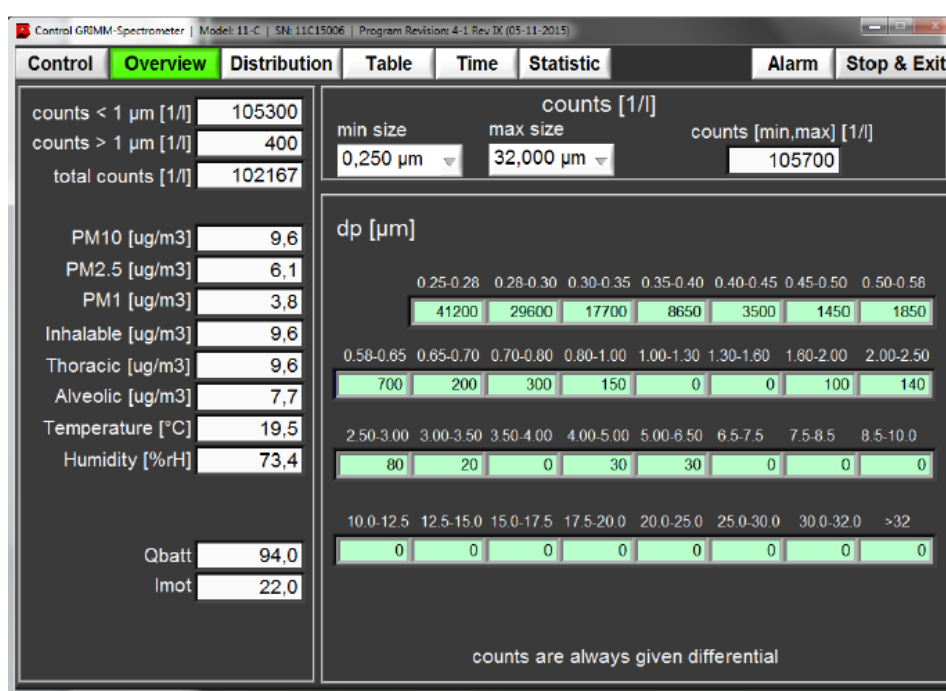 Control GRIMM-Spectrometer | Model: 11-C | SN: 11C15006 | Program Revision: 4-1 Rev IX (05-11-2015)
Control Overview Distribution Table Time Statistic Alarm Stop & Exit
counts < 1 µm [1/l] 105300
counts > 1 µm [1/l] 400
total counts [1/l] 102167
PM10 [ug/m3] 9,6
PM2.5 [ug/m3] 6,1
PM1 [ug/m3] 3,8
Inhalable [ug/m3] 9,6
Thoracic [ug/m3] 9,6
Alveolic [ug/m3] 7,7
Temperature [°C] 19,5
Humidity [%rH] 73,4
Qbatt 94,0
Imot 22,0
counts [1/l]
min size max size counts [min,max] [1/l]
0,250 µm 32,000 µm 105700
dp [µm]
0.25-0.28 0.28-0.30 0.30-0.35 0.35-0.40 0.40-0.45 0.45-0.50 0.50-0.58
41200 29600 17700 8650 3500 1450 1850
0.58-0.65 0.65-0.70 0.70-0.80 0.80-1.00 1.00-1.30 1.30-1.60 1.60-2.00 2.00-2.50
700 200 300 150 0 0 100 140
2.50-3.00 3.00-3.50 3.50-4.00 4.00-5.00 5.00-6.50 6.5-7.5 7.5-8.5 8.5-10.0
80 20 0 30 30 0 0 0
10.0-12.5 12.5-15.0 15.0-17.5 17.5-20.0 20.0-25.0 25.0-30.0 30.0-32.0 >32
0 0 0 0 0 0 0 0
counts are always given differential